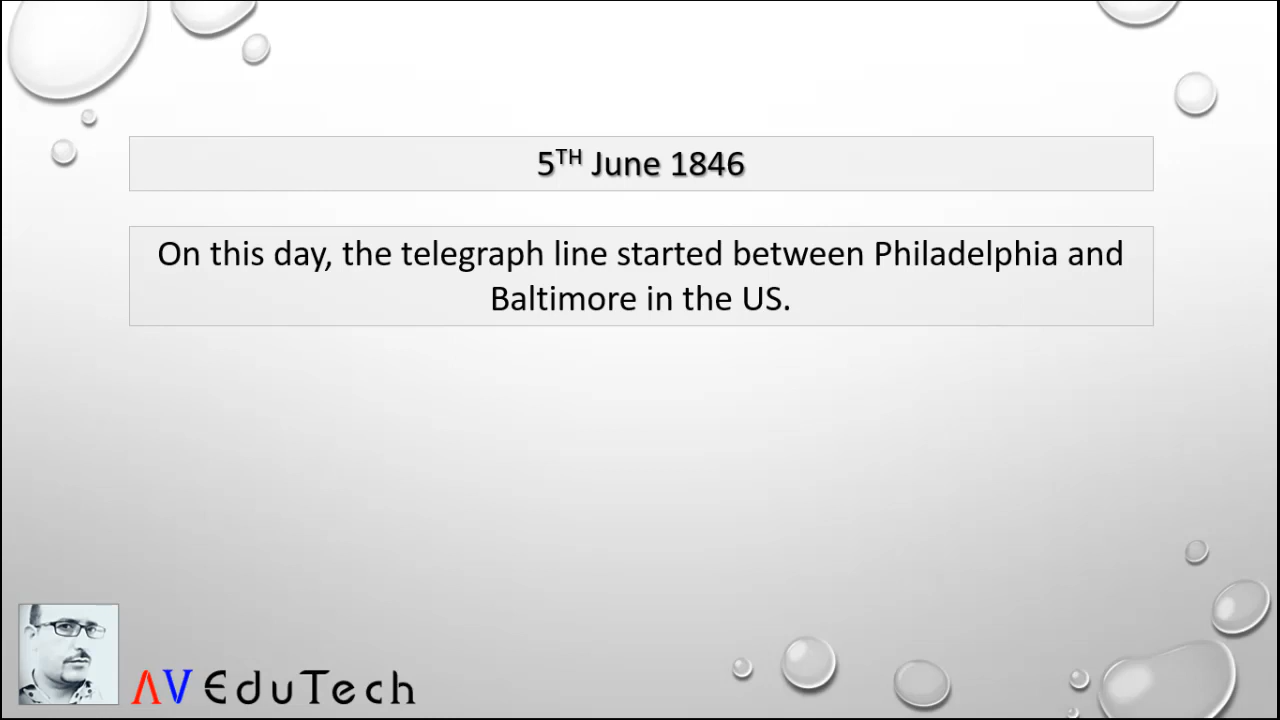 5TH June 1846
On this day, the telegraph line started between Philadelphia and
Baltimore in the US.
AV EduTech